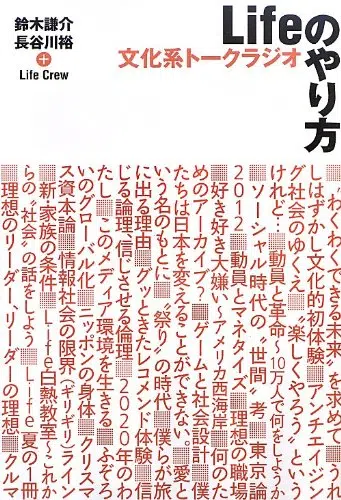 Lifeのやり方
文化系トークラジオ
鈴木謙介
長谷川裕
+
Life Crew
▦“わくわくできる未来”を求めて▦うれ
しはずかし文化的初体験▦アンチエイジン
グ社会のゆくえ▦“楽しくやろう”という
けれど…▦動員と革命〜10万人で何をしようか
▦ソーシャル時代の“世間”考▦東京論
2012▦動員とマネタイズ▦理想の職場
▦好き好き大嫌い〜アメリカ西海岸▦何のた
めのアーカイブ?▦ゲームと社会設計▦僕
たちは日本を変えることができない。▦愛と
いう名のもとに▦“祭り”の時代▦僕らが旅
に出る理由▦グッときたレコメンド体験▦信
じる論理、信じさせる論理▦2020年のわ
たし▦このメディア環境を生きる▦ふぞろ
いのグローバル化▦ニッポンの身体▦クリスマ
ス資本論▦情報社会の限界(ギリギリ)ライン
▦新・家族の条件▦Life白熱教室〜これか
らの“社会”の話をしよう▦Life夏の1冊
▦理想のリーダー、リーダーの理想▦クルマ